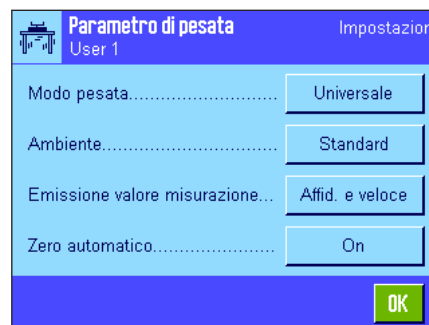 Parametro di pesata Impostazior
User 1
Modo pesata.......................... Universale
Ambiente............................... Standard
Emissione valore misurazione... Affid. e veloce
Zero automatico...................... On
OK